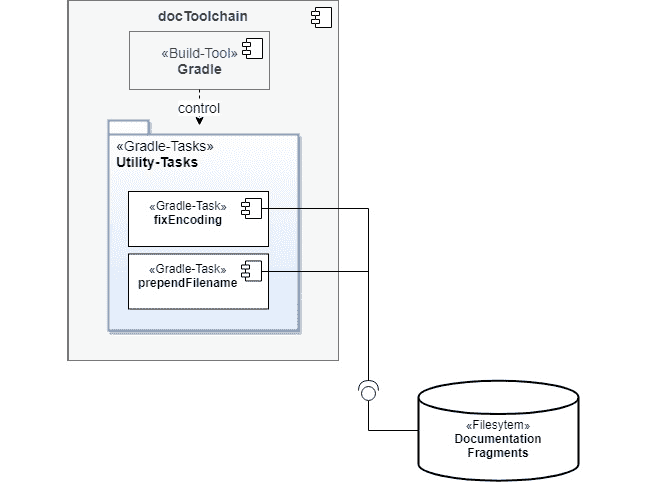 docToolchain
«Build-Tool»
Gradle
control
«Gradle-Tasks»
Utility-Tasks
«Gradle-Task»
fixEncoding
«Gradle-Task»
prependFilename
«Filesytem»
Documentation
Fragments